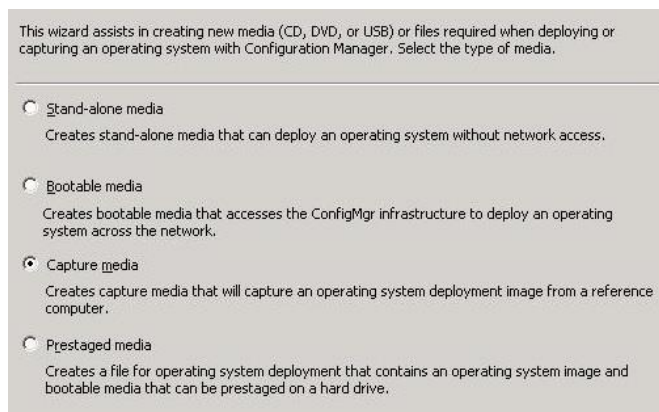 This wizard assists in creating new media (CD, DVD, or USB) or files required when deploying or
capturing an operating system with Configuration Manager. Select the type of media.
Stand-alone media
Creates stand-alone media that can deploy an operating system without network access.
Bootable media
Creates bootable media that accesses the ConfigMgr infrastructure to deploy an operating
system across the network.
Capture media
Creates capture media that will capture an operating system deployment image from a reference
computer.
Prestaged media
Creates a file for operating system deployment that contains an operating system image and
bootable media that can be prestaged on a hard drive.